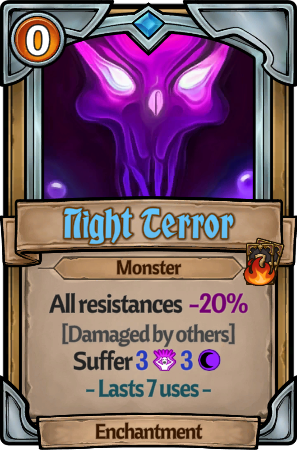 0
Night Terror
Monster
All resistances -20%
[Damaged by others]
Suffer 3 3
- Lasts 7 uses -
Enchantment